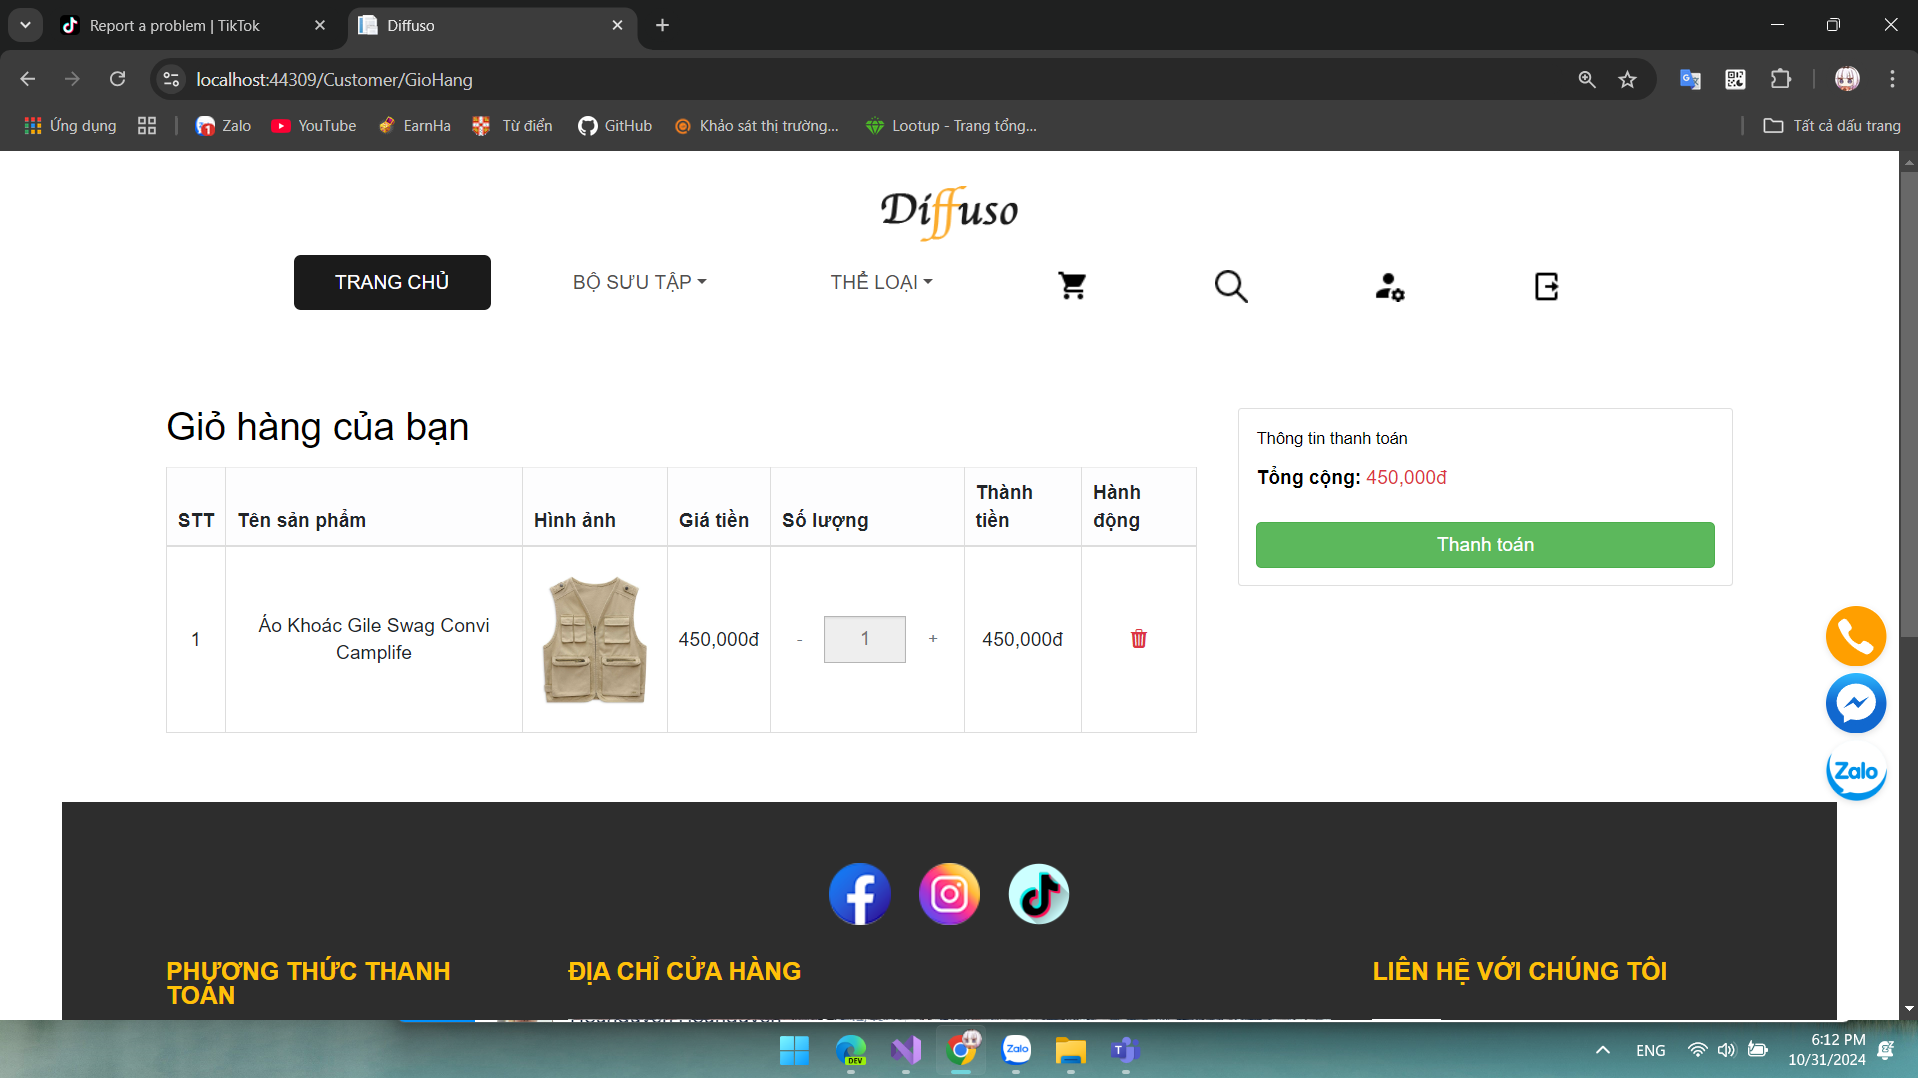 Report a problem | TikTok
Diffuso
localhost:44309/Customer/GioHang
Ứng dụng
Zalo
YouTube
EarnHa
Từ điển
GitHub
Khảo sát thị trường...
Lootup - Trang tổng...
Tất cả dấu trang
Diffuso
TRANG CHỦ
BỘ SƯU TẬP
THỂ LOẠI
Giỏ hàng của bạn
STT
Tên sản phẩm
Hình ảnh
Giá tiền
Số lượng
Thành
tiền
Hành
động
1
Áo Khoác Gile Swag Convi
Camplife
450,000đ
- 1 +
450,000đ
Thông tin thanh toán
Tổng cộng: 450,000đ
Thanh toán
Zalo
PHƯƠNG THỨC THANH
TOÁN
ĐỊA CHỈ CỬA HÀNG
LIÊN HỆ VỚI CHÚNG TÔI
DEV
Zalo
ENG
6:12 PM
10/31/2024